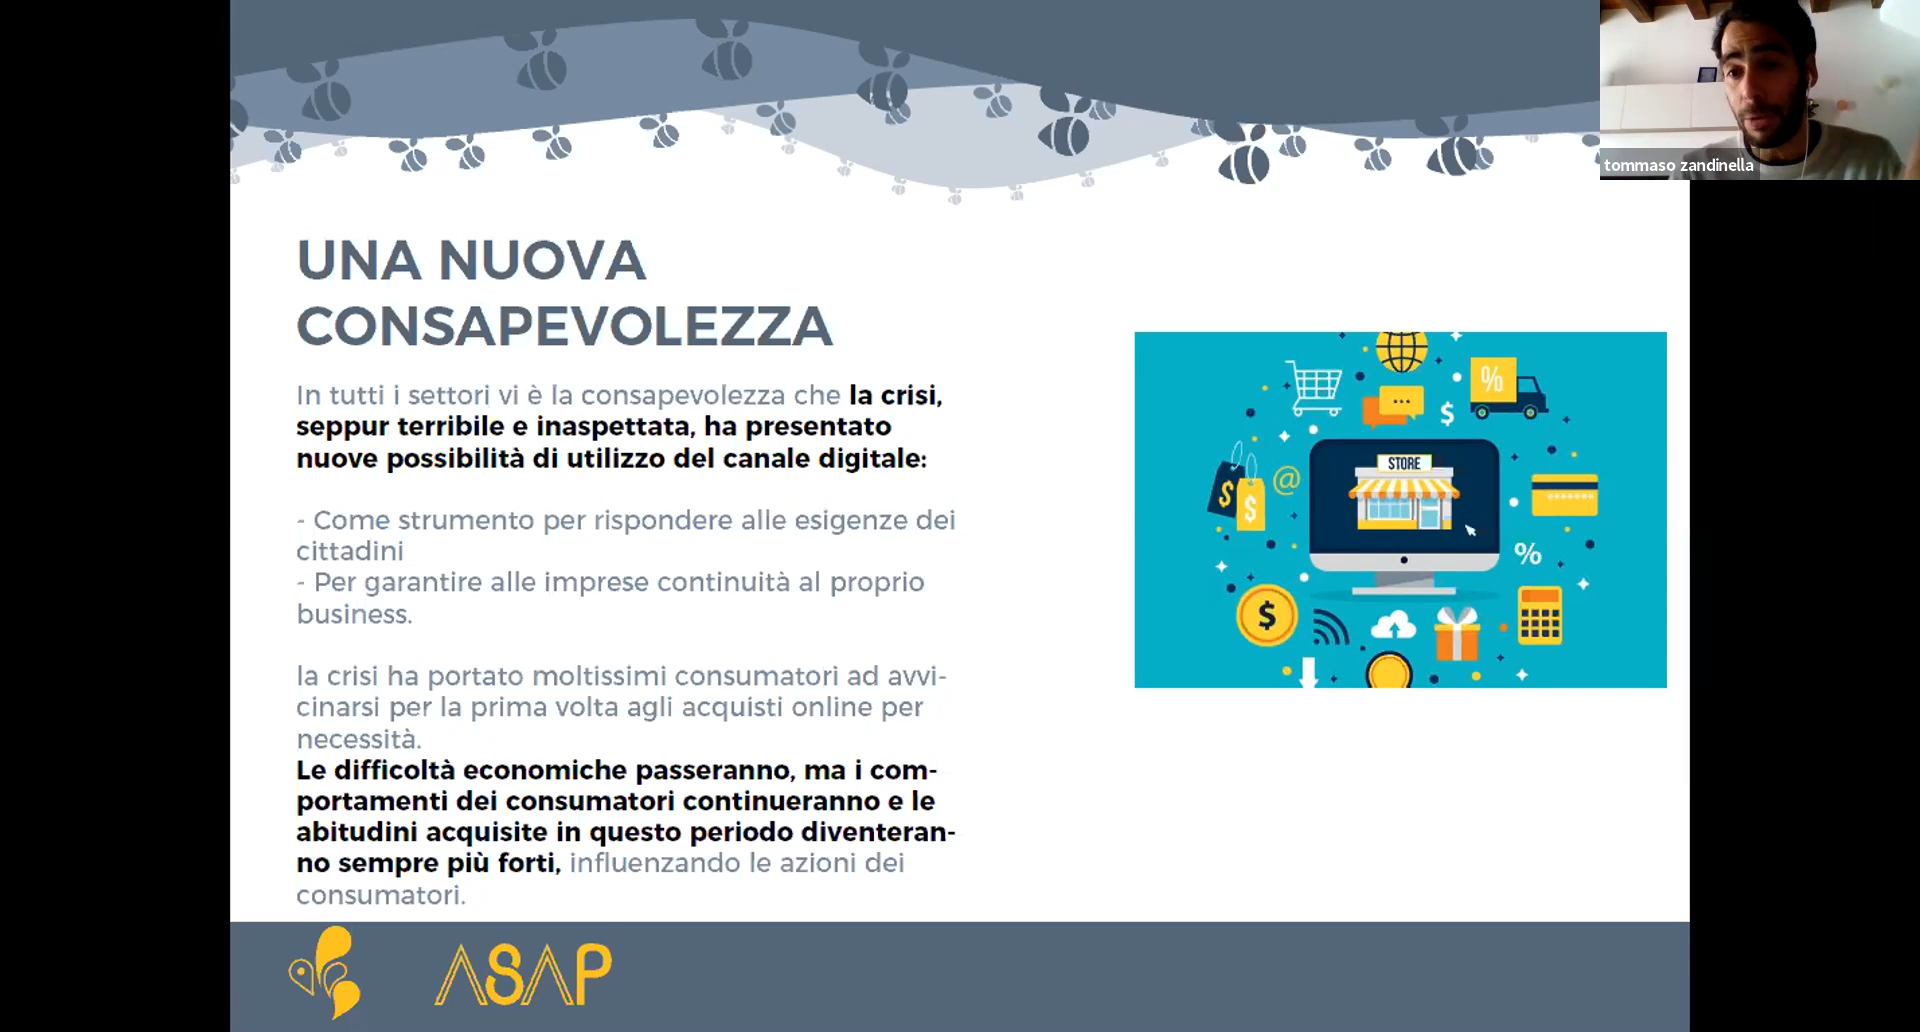 tommaso zandinella
UNA NUOVA
CONSAPEVOLEZZA
In tutti i settori vi è la consapevolezza che la crisi,
seppur terribile e inaspettata, ha presentato
nuove possibilità di utilizzo del canale digitale:
- Come strumento per rispondere alle esigenze dei
cittadini
- Per garantire alle imprese continuità al proprio
business.
la crisi ha portato moltissimi consumatori ad avvi-
cinarsi per la prima volta agli acquisti online per
necessità.
Le difficoltà economiche passeranno, ma i com-
portamenti dei consumatori continueranno e le
abitudini acquisite in questo periodo diventeran-
no sempre più forti, influenzando le azioni dei
consumatori.
%
$
STORE
@
$
$
%
$
ASAP